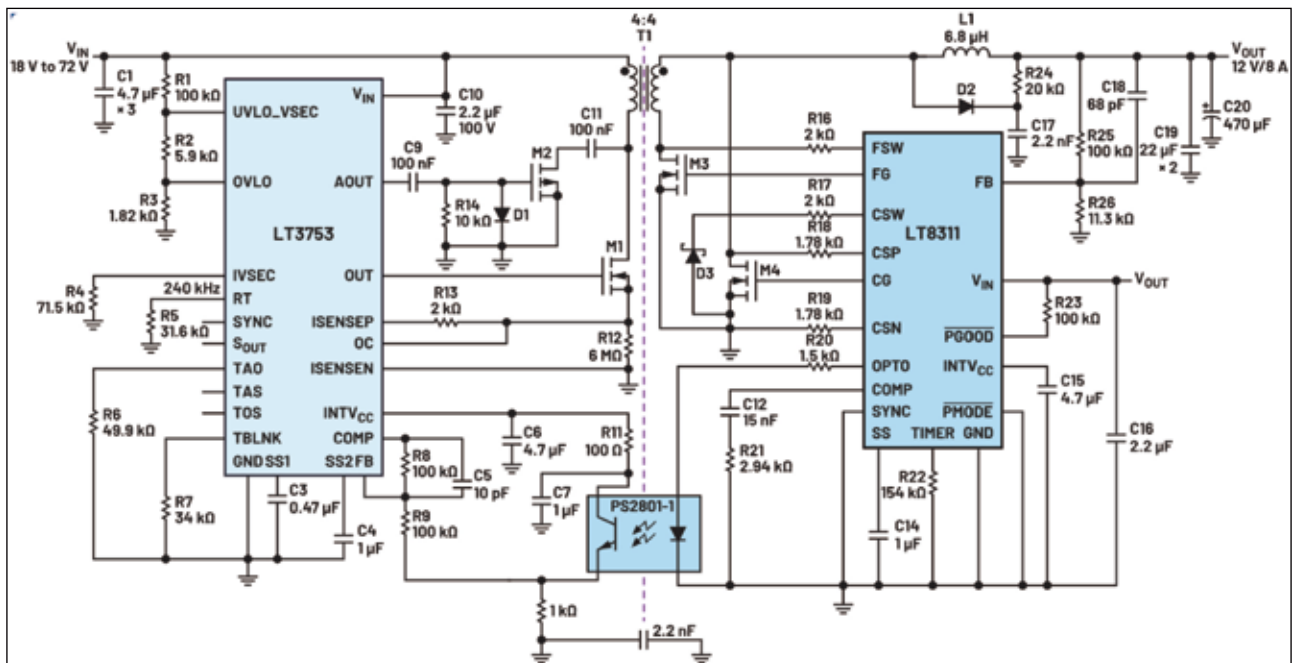 4:4
T1
L1
6.8 µH
V_IN
18 V to 72 V
C1
4.7 µF
× 3
R1
100 kΩ
R2
5.9 kΩ
R3
1.82 kΩ
R4
71.5 kΩ
R5
31.6 kΩ
240 kHz
R6
49.9 kΩ
R7
34 kΩ
UVLO_VSEC
OVLO
LT3753
IVSEC
RT
SYNC
S_OUT
TAO
TAS
TOS
TBLNK
GND SS1
SS2 FB
V_IN
AOUT
OUT
ISENSEP
OC
ISENSEN
INTV_CC
COMP
C3
0.47 µF
C4
1 µF
R8
100 kΩ
R9
100 kΩ
C5
10 pF
C6
4.7 µF
C7
1 µF
R11
100 Ω
C10
2.2 µF
100 V
C9
100 nF
C11
100 nF
M2
R14
10 kΩ
D1
M1
R13
2 kΩ
R12
6 MΩ
PS2801-1
1 kΩ
2.2 nF
M3
M4
D3
R16
2 kΩ
R17
2 kΩ
R18
1.78 kΩ
R19
1.78 kΩ
R20
1.5 kΩ
C12
15 nF
R21
2.94 kΩ
FSW
FG
CSW
CSP
CG
CSN
OPTO
COMP
SYNC
SS
TIMER
GND
LT8311
FB
V_IN
PGOOD
INTV_CC
PMODE
D2
R24
20 kΩ
C17
2.2 nF
C18
68 pF
R25
100 kΩ
R26
11.3 kΩ
C19
22 µF
× 2
C20
470 µF
V_OUT
12 V/8 A
V_OUT
R23
100 kΩ
C15
4.7 µF
C16
2.2 µF
R22
154 kΩ
C14
1 µF